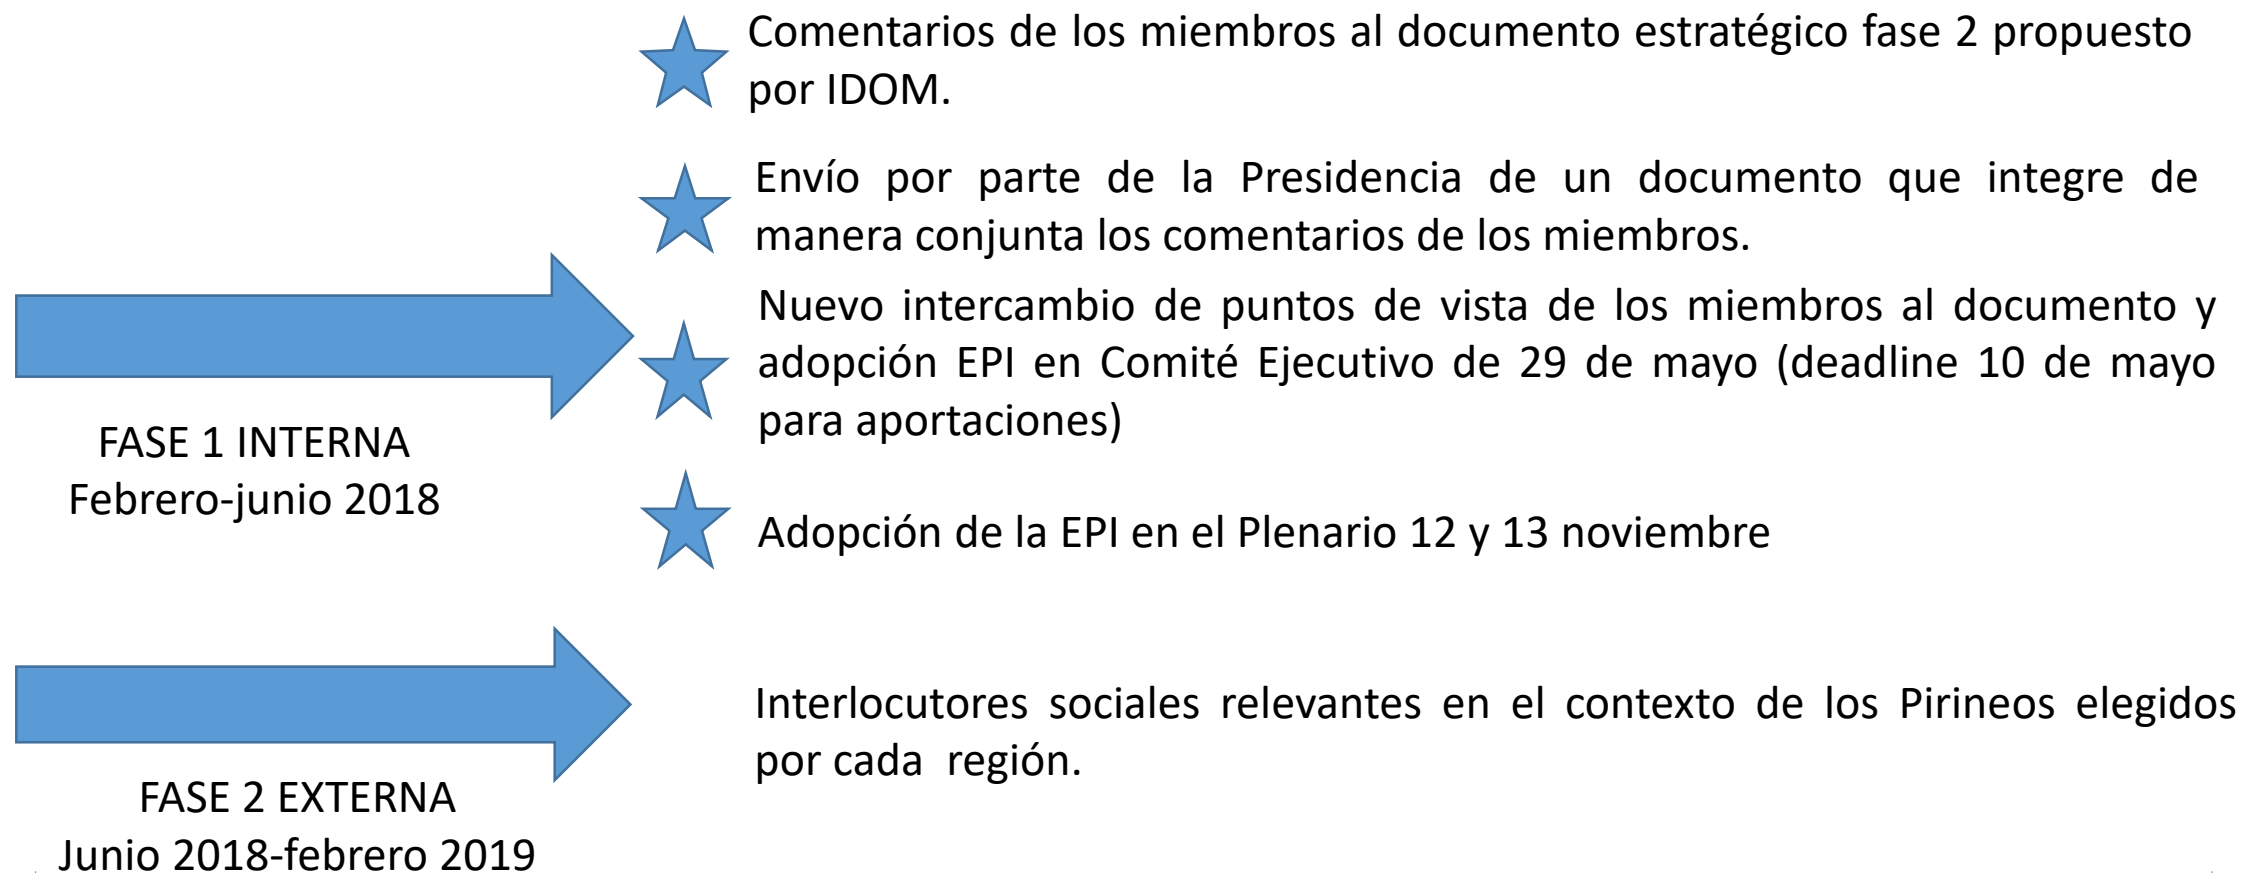 Comentarios de los miembros al documento estratégico fase 2 propuesto
por IDOM.
Envío por parte de la Presidencia de un documento que integre de
manera conjunta los comentarios de los miembros.
Nuevo intercambio de puntos de vista de los miembros al documento y
adopción EPI en Comité Ejecutivo de 29 de mayo (deadline 10 de mayo
para aportaciones)
FASE 1 INTERNA
Febrero-junio 2018
Adopción de la EPI en el Plenario 12 y 13 noviembre
Interlocutores sociales relevantes en el contexto de los Pirineos elegidos
por cada región.
FASE 2 EXTERNA
Junio 2018-febrero 2019